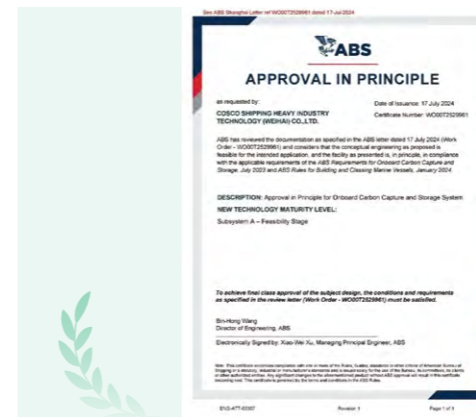 See ABS Shanghai Letter ref WO00T2529961 dated 17-Jul-2024
ABS
APPROVAL IN PRINCIPLE
as requested by:
COSCO SHIPPING HEAVY INDUSTRY
TECHNOLOGY (WEIHAI) CO.,LTD.
Date of Issuance: 17 July 2024
Certificate Number: WO00T2529961
ABS has reviewed the documentation as specified in the ABS letter dated 17 July 2024 (Work
Order - WO00T2529961) and considers that the conceptual engineering as proposed is
feasible for the intended application, and the facility as presented is, in principle, in compliance
with the applicable requirements of the ABS Requirements for Onboard Carbon Capture and
Storage, July 2023 and ABS Rules for Building and Classing Marine Vessels, January 2024
DESCRIPTION: Approval in Principle for Onboard Carbon Capture and Storage System
NEW TECHNOLOGY MATURITY LEVEL:
Subsystem A – Feasibility Stage
To achieve final class approval of the subject design, the conditions and requirements
as specified in the review letter (Work Order - WO00T2529961) must be satisfied.
Bin-Hong Wang
Director of Engineering, ABS
Electronically Signed by: Xiao-Wei Xu, Managing Principal Engineer, ABS
Revision 1
Page 1 of 1